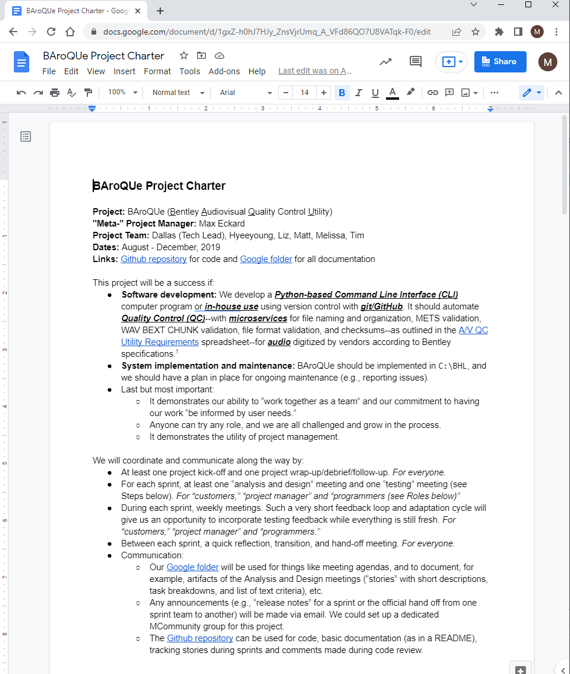 BAroQUe Project Charter - Goog
docs.google.com/document/d/1gxZ-h0hJ7HJy_ZnsVjrUmq_A_VFd86QO7U8VATqk-F0/edit
M
BAroQUe Project Charter
File Edit View Insert Format Tools Add-ons Help Last edit was on A...
Share
M
100% Normal text Arial 14 B I U A
1 2 3 4 5 6
BAroQUe Project Charter
Project: BAroQUe (Bentley Audiovisual Quality Control Utility)
"Meta-" Project Manager: Max Eckard
Project Team: Dallas (Tech Lead), Hyeeyoung, Liz, Matt, Melissa, Tim
Dates: August - December, 2019
Links: Github repository for code and Google folder for all documentation
This project will be a success if:
● Software development: We develop a Python-based Command Line Interface (CLI)
computer program or in-house use using version control with git/GitHub. It should automate
Quality Control (QC)--with microservices for file naming and organization, METS validation,
WAV BEXT CHUNK validation, file format validation, and checksums--as outlined in the A/V QC
Utility Requirements spreadsheet--for audio digitized by vendors according to Bentley
specifications.1
● System implementation and maintenance: BAroQUe should be implemented in C:\BHL, and
we should have a plan in place for ongoing maintenance (e.g., reporting issues).
● Last but most important:
○ It demonstrates our ability to "work together as a team" and our commitment to having
our work "be informed by user needs."
○ Anyone can try any role, and we are all challenged and grow in the process.
○ It demonstrates the utility of project management.
We will coordinate and communicate along the way by:
● At least one project kick-off and one project wrap-up/debrief/follow-up. For everyone.
● For each sprint, at least one "analysis and design" meeting and one "testing" meeting (see
Steps below). For "customers," "project manager" and "programmers (see Roles below)"
● During each sprint, weekly meetings. Such a very short feedback loop and adaptation cycle will
give us an opportunity to incorporate testing feedback while everything is still fresh. For
"customers," "project manager" and "programmers."
● Between each sprint, a quick reflection, transition, and hand-off meeting. For everyone.
● Communication:
○ Our Google folder will be used for things like meeting agendas, and to document, for
example, artifacts of the Analysis and Design meetings ("stories" with short descriptions,
task breakdowns, and list of text criteria), etc.
○ Any announcements (e.g., "release notes" for a sprint or the official hand off from one
sprint team to another) will be made via email. We could set up a dedicated
MCommunity group for this project.
○ The Github repository can be used for code, basic documentation (as in a README),
tracking stories during sprints and comments made during code review.